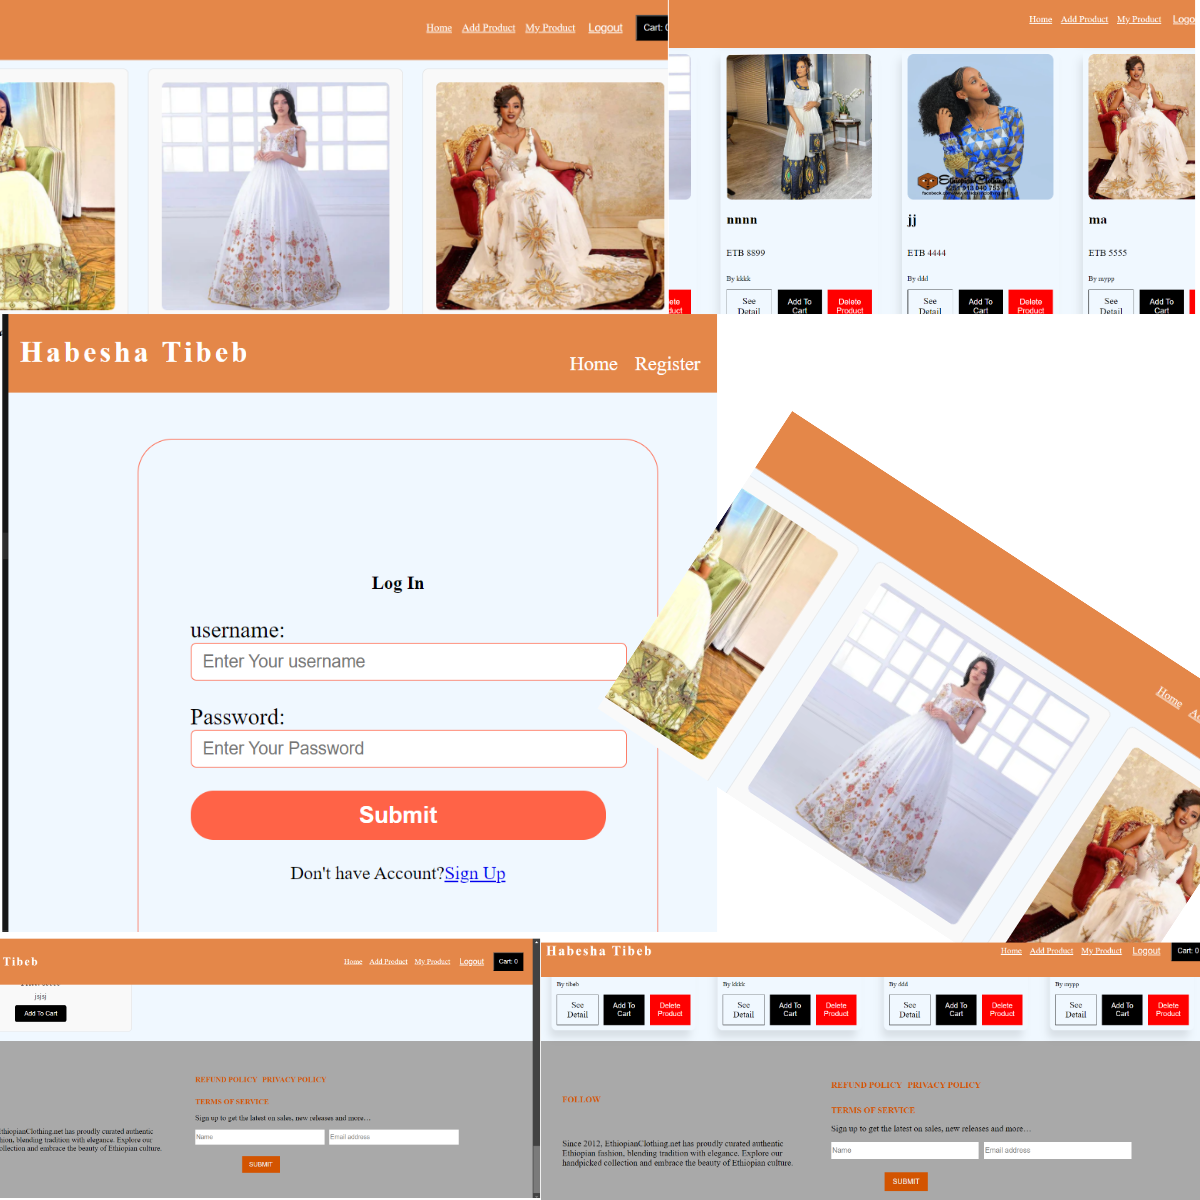 Home Add Product My Product Logout Cart:
Home Add Product My Product
nnnn
jj
ma
ETB 8899
ETB 4444
ETB 5555
By kkkk
By ddd
By mypp
See
Detail
Add To
Cart
Delete
Product
See
Detail
Add To
Cart
Delete
Product
See
Detail
Add To
Cart
Habesha Tibeb
Home Register
Log In
username:
Enter Your username
Password:
Enter Your Password
Submit
Don't have Account?Sign Up
Home
Tibeb
Home Add Product My Product Logout Cart: 0
jsjsj
Add To Cart
REFUND POLICY PRIVACY POLICY
TERMS OF SERVICE
Sign up to get the latest on sales, new releases and more…
Name
Email address
SUBMIT
EthiopianClothing.net has proudly curated authentic
blending tradition with elegance. Explore our
collection and embrace the beauty of Ethiopian culture.
Habesha Tibeb
Home Add Product My Product Logout Cart: 0
By tibeb
By kkkk
By ddd
By mypp
See
Detail
Add To
Cart
Delete
Product
See
Detail
Add To
Cart
Delete
Product
See
Detail
Add To
Cart
Delete
Product
See
Detail
Add To
Cart
Delete
Product
FOLLOW
Since 2012, EthiopianClothing.net has proudly curated authentic
Ethiopian fashion, blending tradition with elegance. Explore our
handpicked collection and embrace the beauty of Ethiopian culture.
REFUND POLICY PRIVACY POLICY
TERMS OF SERVICE
Sign up to get the latest on sales, new releases and more…
Name
Email address
SUBMIT